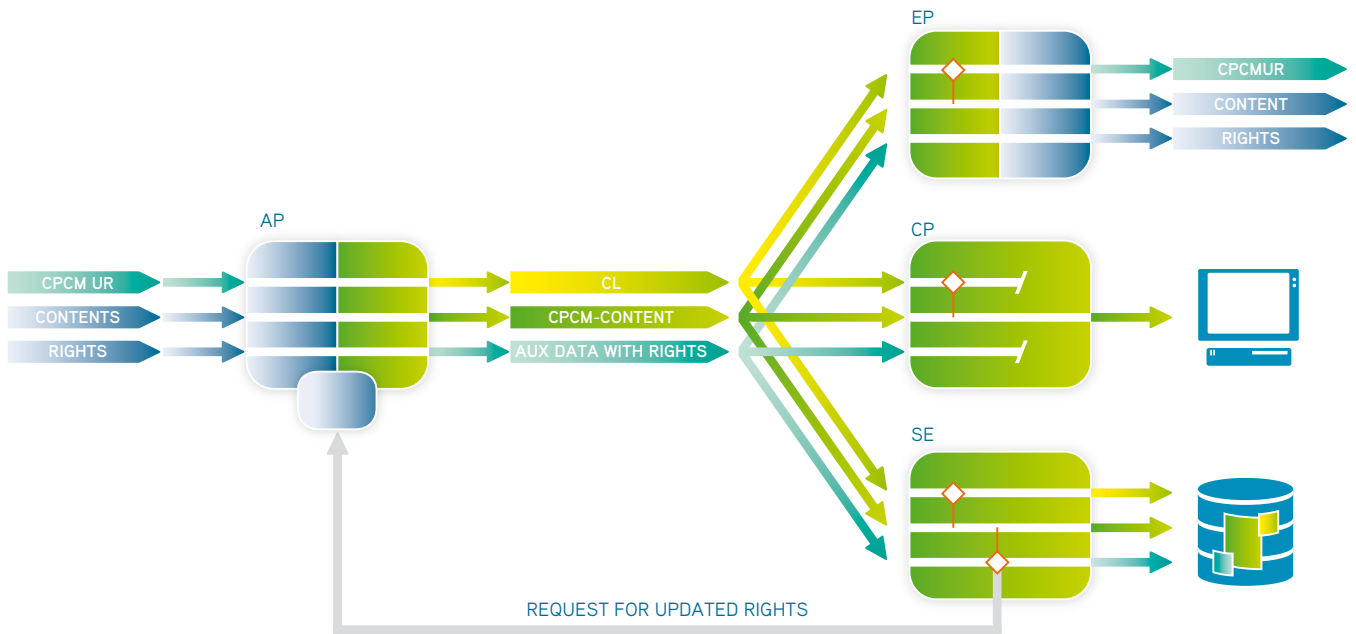 EP
CPCMUR
CONTENT
RIGHTS
AP
CPCM UR
CONTENTS
RIGHTS
CL
CPCM-CONTENT
AUX DATA WITH RIGHTS
CP
SE
REQUEST FOR UPDATED RIGHTS